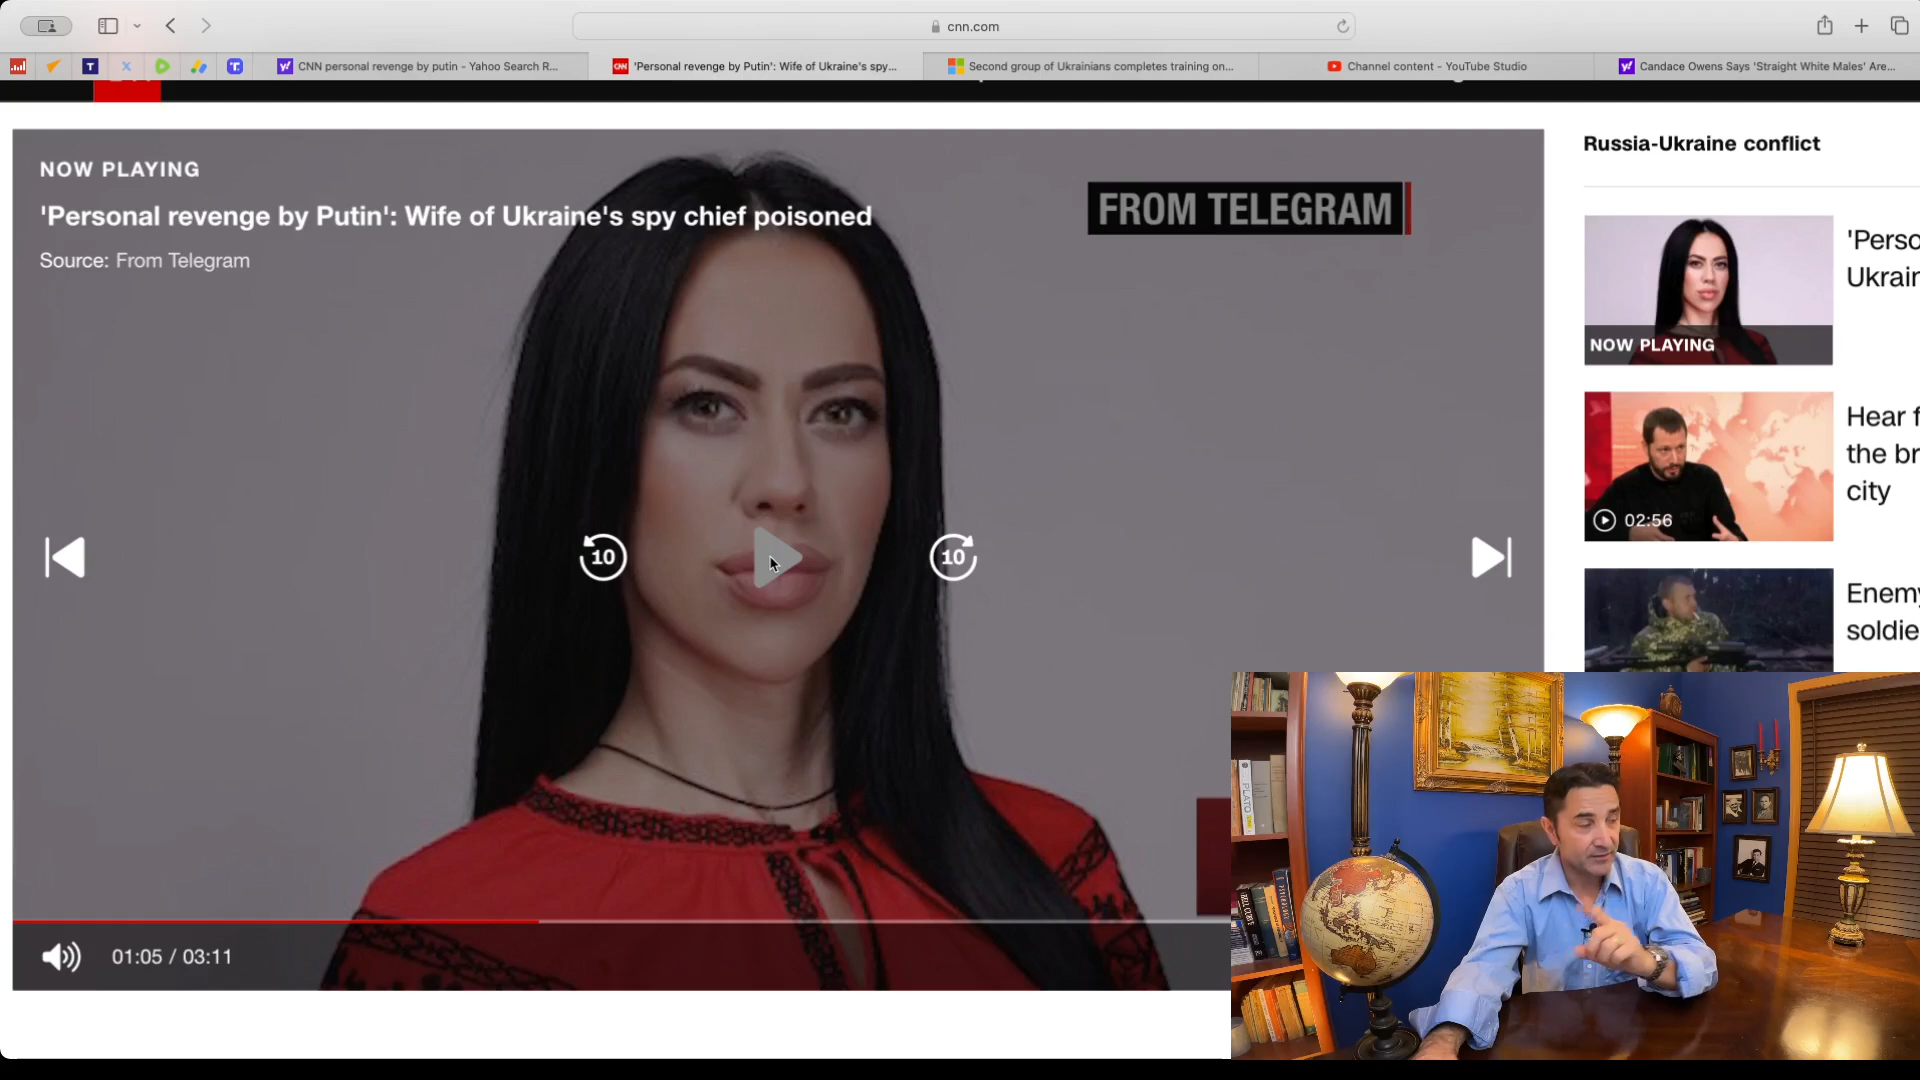 cnn.com
CNN personal revenge by putin - Yahoo Search R...
'Personal revenge by Putin': Wife of Ukraine's spy...
Second group of Ukrainians completes training on...
Channel content - YouTube Studio
Candace Owens Says 'Straight White Males' Are...
NOW PLAYING
'Personal revenge by Putin': Wife of Ukraine's spy chief poisoned
Source: From Telegram
FROM TELEGRAM
10
10
01:05 / 03:11
Russia-Ukraine conflict
'Perso
Ukrain
NOW PLAYING
Hear f
the br
city
02:56
Enemy
soldie
PLATO